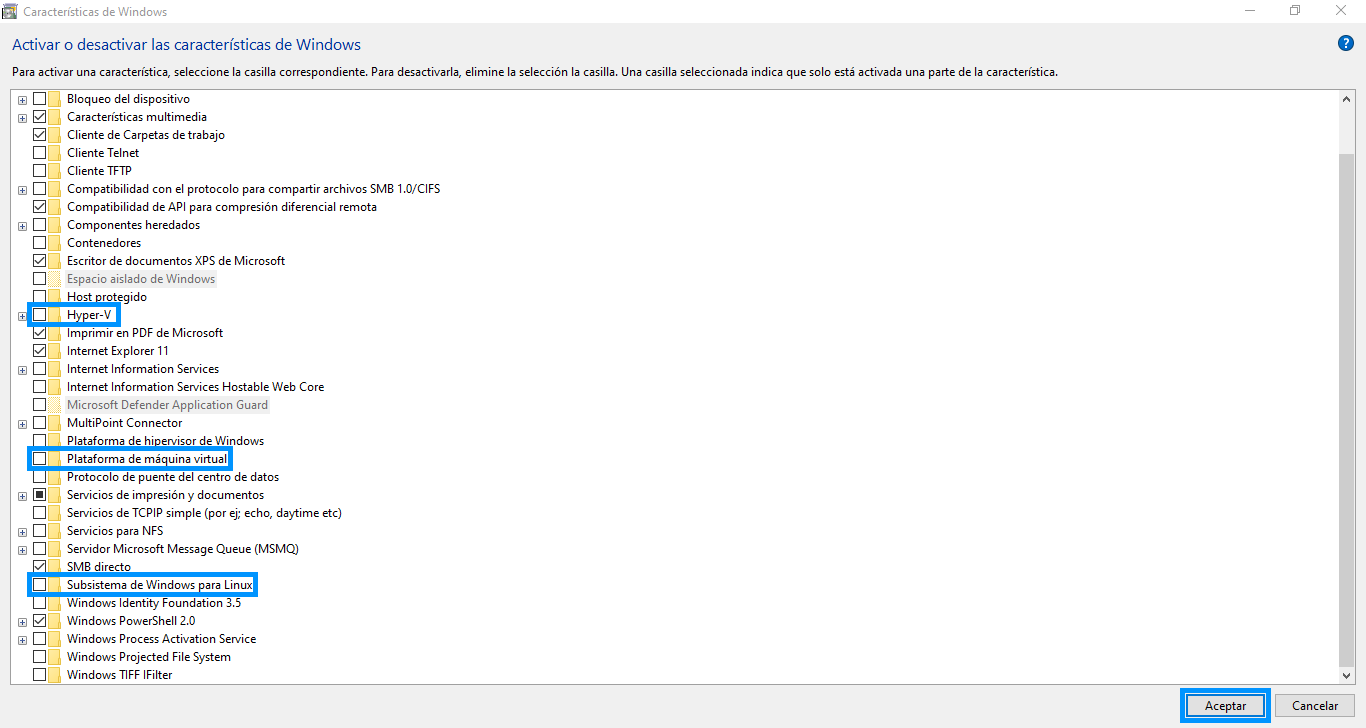 Características de Windows
Activar o desactivar las características de Windows
Para activar una característica, seleccione la casilla correspondiente. Para desactivarla, elimine la selección la casilla. Una casilla seleccionada indica que solo está activada una parte de la característica.
Bloqueo del dispositivo
Características multimedia
Cliente de Carpetas de trabajo
Cliente Telnet
Cliente TFTP
Compatibilidad con el protocolo para compartir archivos SMB 1.0/CIFS
Compatibilidad de API para compresión diferencial remota
Componentes heredados
Contenedores
Escritor de documentos XPS de Microsoft
Espacio aislado de Windows
Host protegido
Hyper-V
Imprimir en PDF de Microsoft
Internet Explorer 11
Internet Information Services
Internet Information Services Hostable Web Core
Microsoft Defender Application Guard
MultiPoint Connector
Plataforma de hipervisor de Windows
Plataforma de máquina virtual
Protocolo de puente del centro de datos
Servicios de impresión y documentos
Servicios de TCPIP simple (por ej; echo, daytime etc)
Servicios para NFS
Servidor Microsoft Message Queue (MSMQ)
SMB directo
Subsistema de Windows para Linux
Windows Identity Foundation 3.5
Windows PowerShell 2.0
Windows Process Activation Service
Windows Projected File System
Windows TIFF IFilter
Aceptar Cancelar